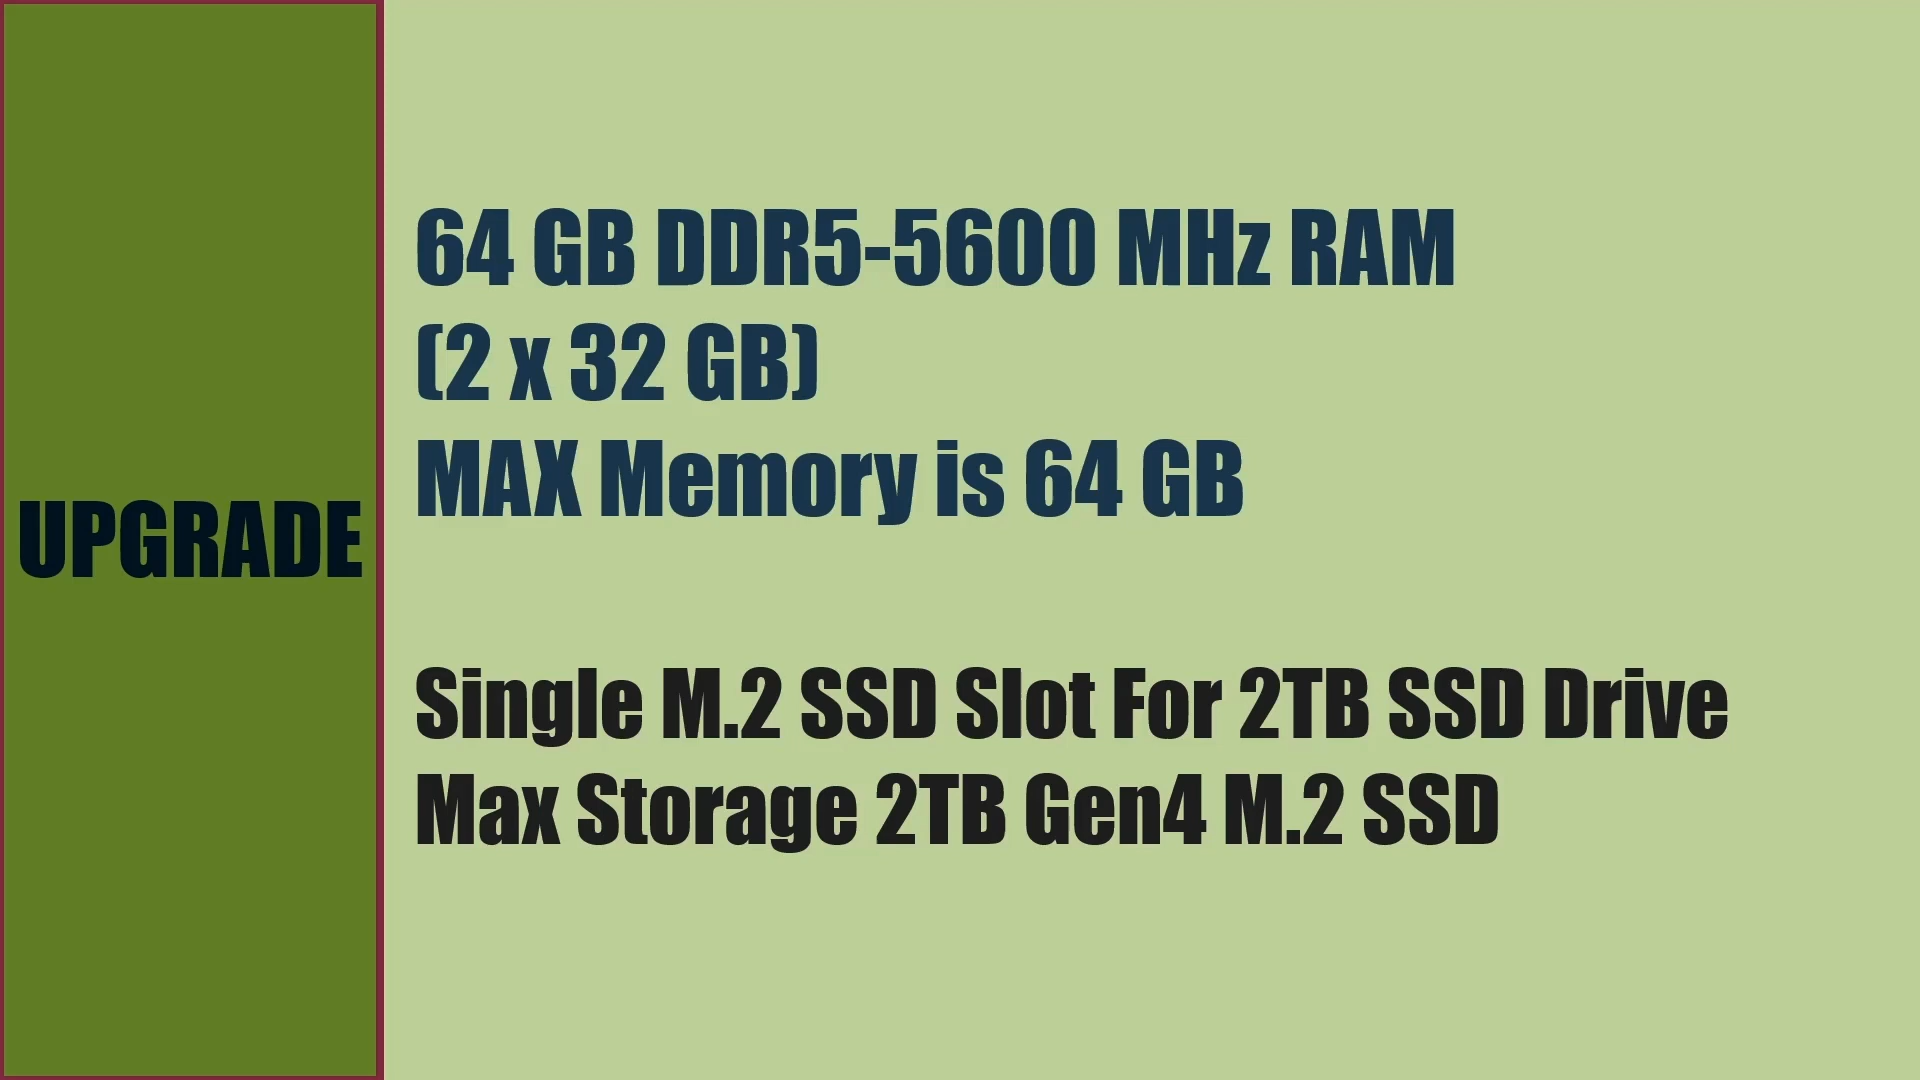 UPGRADE
64 GB DDR5-5600 MHz RAM
(2 x 32 GB)
MAX Memory is 64 GB
Single M.2 SSD Slot For 2TB SSD Drive
Max Storage 2TB Gen4 M.2 SSD